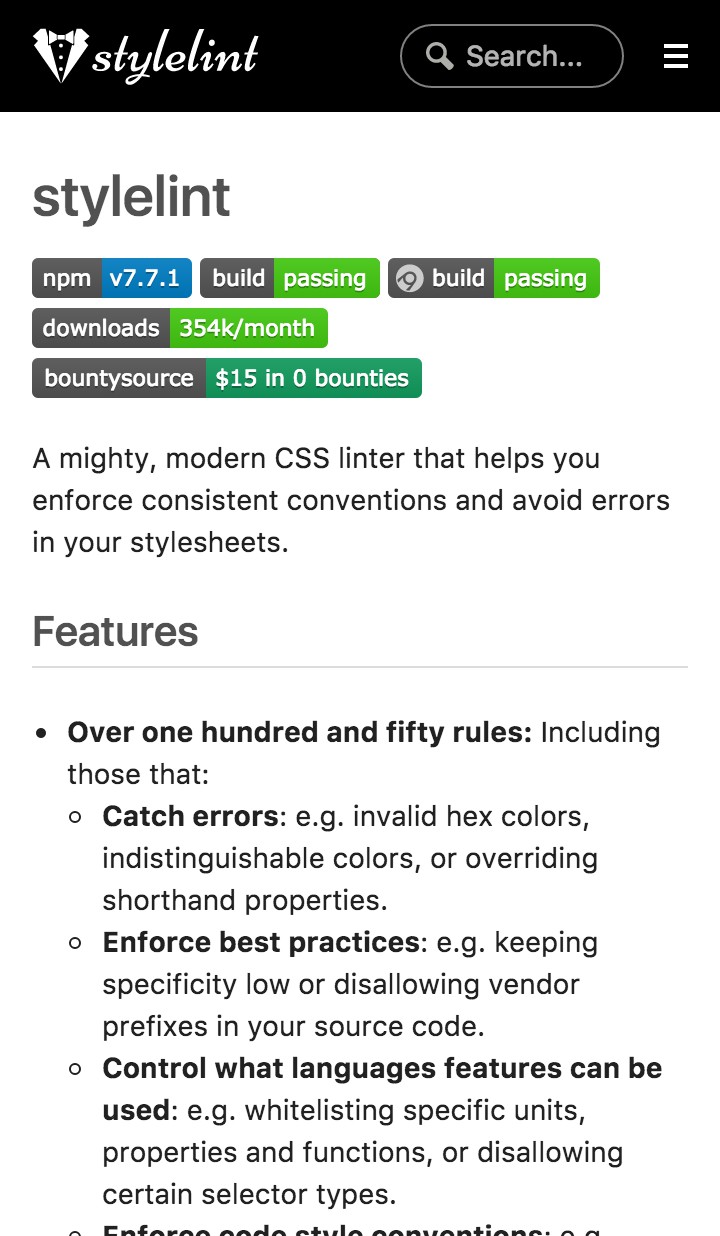 stylelint
Search...
stylelint
npm v7.7.1 build passing build passing
downloads 354k/month
bountysource $15 in 0 bounties
A mighty, modern CSS linter that helps you
enforce consistent conventions and avoid errors
in your stylesheets.
Features
• Over one hundred and fifty rules: Including
those that:
◦ Catch errors: e.g. invalid hex colors,
indistinguishable colors, or overriding
shorthand properties.
◦ Enforce best practices: e.g. keeping
specificity low or disallowing vendor
prefixes in your source code.
◦ Control what languages features can be
used: e.g. whitelisting specific units,
properties and functions, or disallowing
certain selector types.
◦ Enforce code style conventions: e.g.